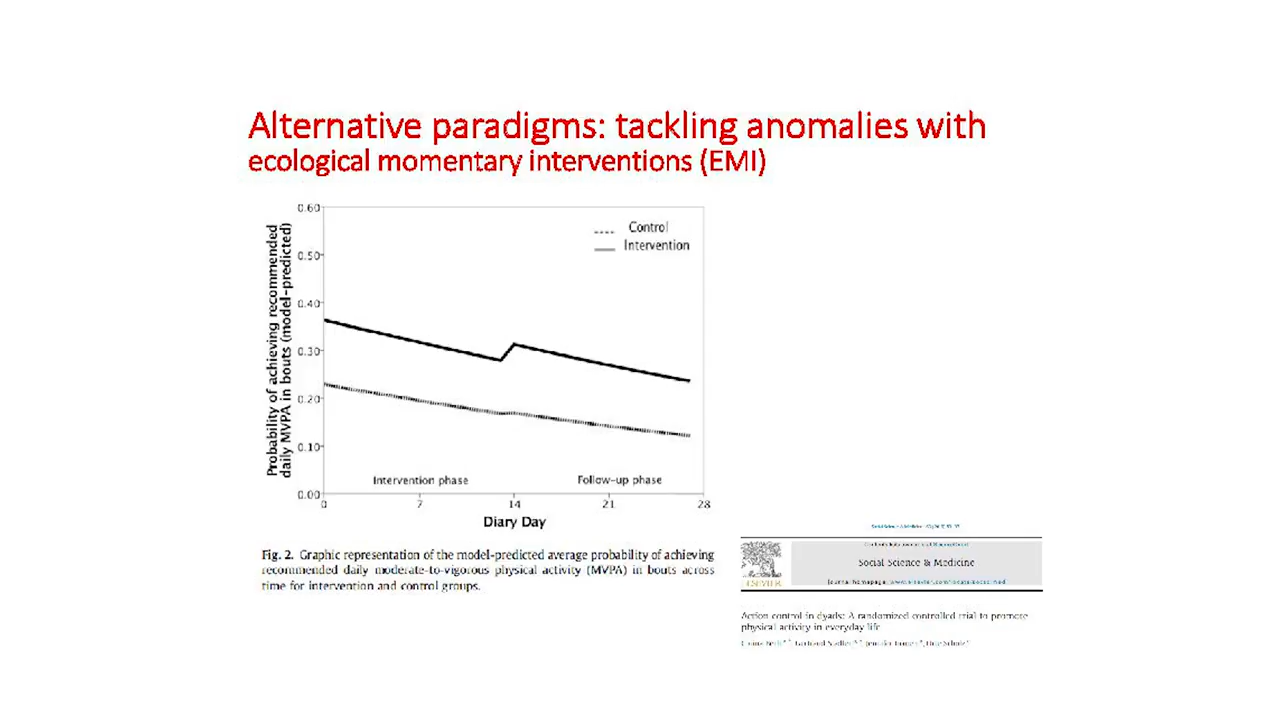 Alternative paradigms: tackling anomalies with
ecological momentary interventions (EMI)
Probability of achieving recommended
daily MVPA in bouts (model-predicted)
0.60
0.50
0.40
0.30
0.20
0.10
0.00
Control
Intervention
Intervention phase
Follow-up phase
0
7
14
21
28
Diary Day
Fig. 2. Graphic representation of the model-predicted average probability of achieving
recommended daily moderate-to-vigorous physical activity (MVPA) in bouts across
time for intervention and control groups.
Social Science & Medicine
journal homepage:
ELSEVIER
Action control in dyads: A randomized controlled trial to promote
physical activity in everyday life